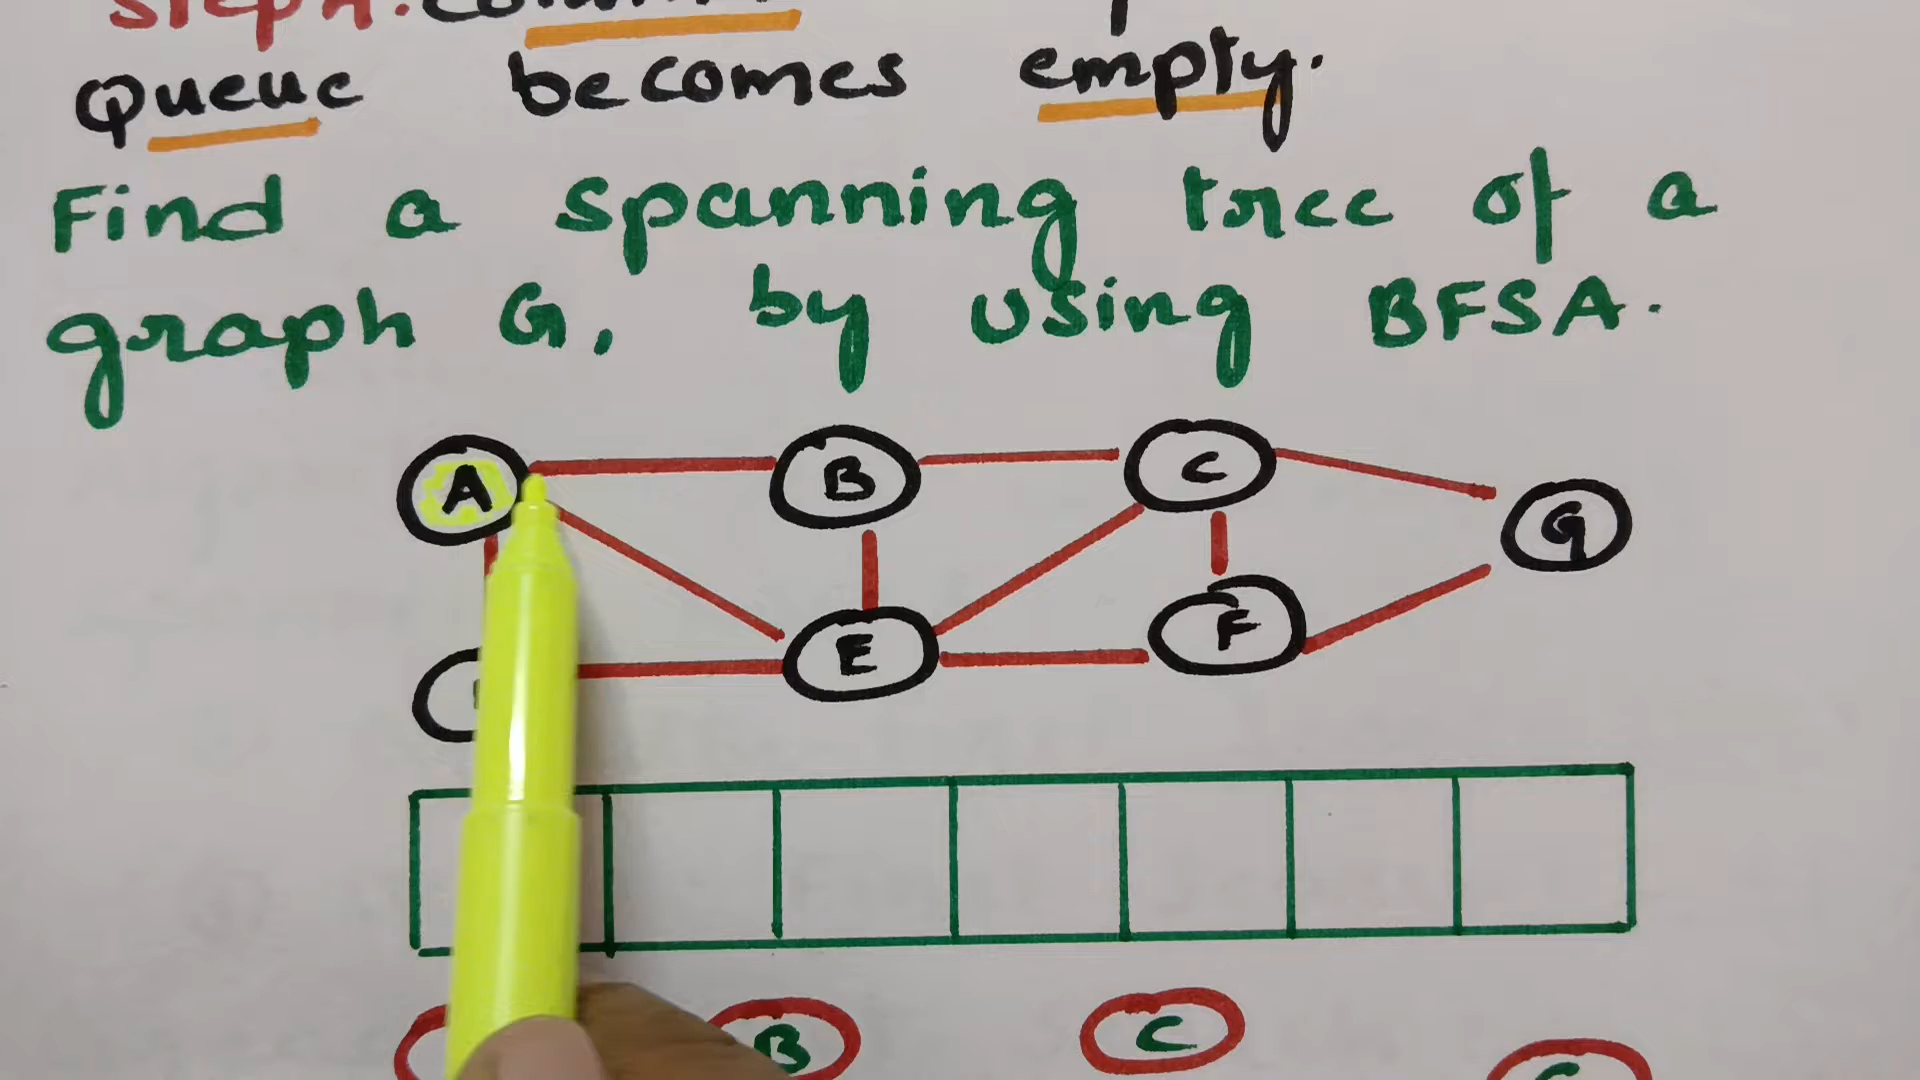 Queue becomes empty.
Find a spanning tree of a
graph G, by using BFSA.
A B C
G
E F
B C